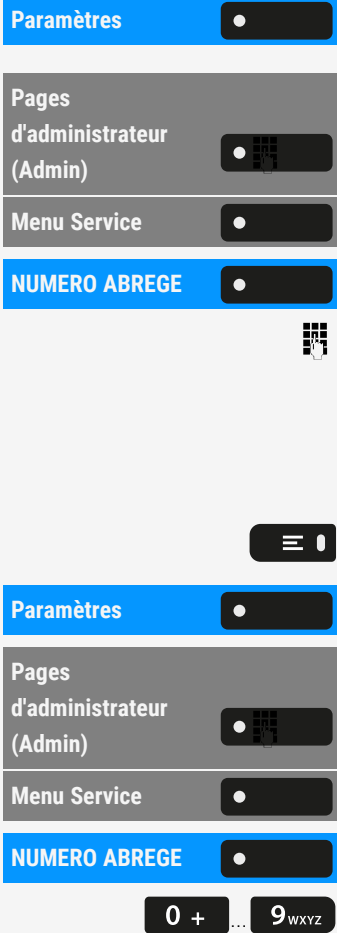 Paramètres
Pages
d'administrateur
(Admin)
Menu Service
NUMERO ABREGE
Paramètres
Pages
d'administrateur
(Admin)
Menu Service
NUMERO ABREGE
0 + ... 9 WXYZ